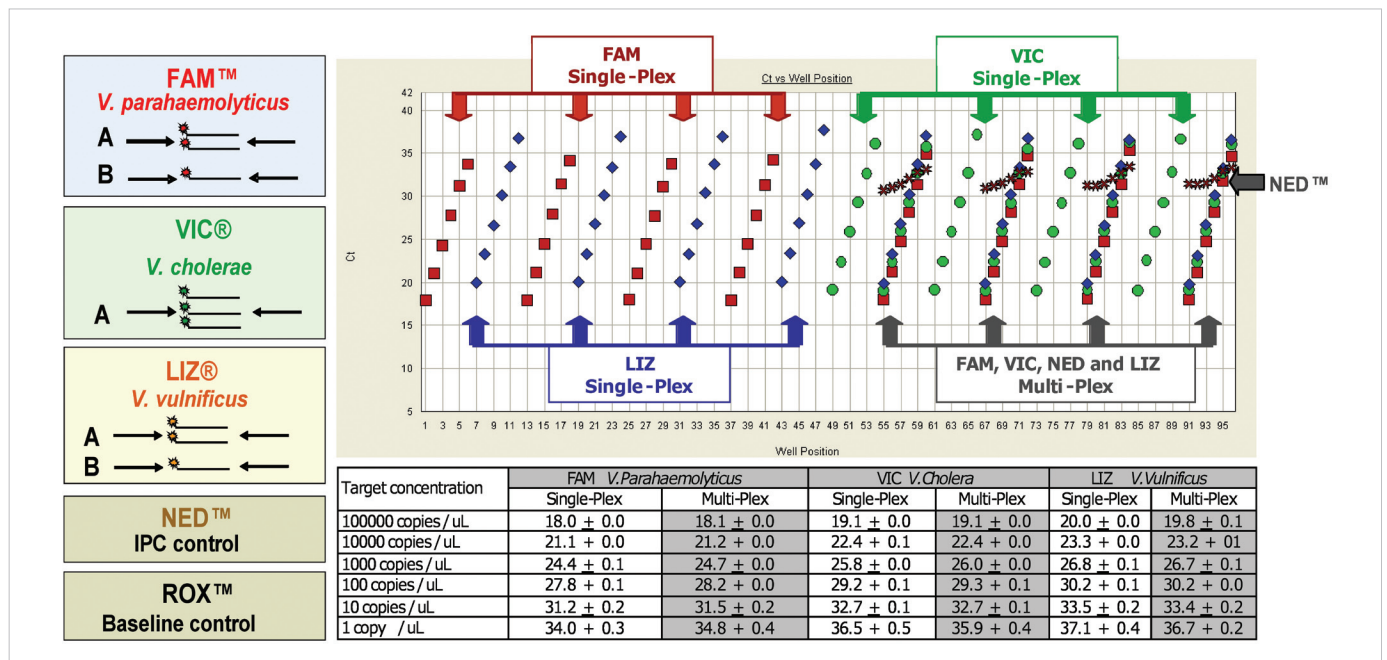 FAM™
V. parahaemolyticus
A
B
VIC®
V. cholerae
A
LIZ®
V. vulnificus
A
B
NED™
IPC control
ROX™
Baseline control
FAM
Single-Plex
VIC
Single-Plex
Ct vs Well Position
42
40
35
30
25
20
15
10
5
Ct
NED™
LIZ
Single-Plex
FAM, VIC, NED and LIZ
Multi-Plex
1 3 5 7 9 11 13 15 17 19 21 23 25 27 29 31 33 35 37 39 41 43 45 47 49 51 53 55 57 59 61 63 65 67 69 71 73 75 77 79 81 83 85 87 89 91 93 95
Well Position
Target concentration FAM V.Parahaemolyticus VIC V.Cholera LIZ V.Vulnificus
Single-Plex Multi-Plex Single-Plex Multi-Plex Single-Plex Multi-Plex
100000 copies/uL 18.0 ± 0.0 18.1 ± 0.0 19.1 ± 0.0 19.1 ± 0.0 20.0 ± 0.0 19.8 ± 0.1
10000 copies/uL 21.1 + 0.0 21.2 + 0.0 22.4 + 0.1 22.4 + 0.0 23.3 + 0.0 23.2 + 01
1000 copies/uL 24.4 ± 0.1 24.7 ± 0.0 25.8 ± 0.0 26.0 ± 0.0 26.8 ± 0.1 26.7 ± 0.1
100 copies/uL 27.8 + 0.1 28.2 + 0.0 29.2 + 0.1 29.3 + 0.1 30.2 + 0.1 30.2 + 0.0
10 copies/uL 31.2 ± 0.2 31.5 ± 0.2 32.7 ± 0.1 32.7 ± 0.1 33.5 ± 0.2 33.4 ± 0.2
1 copy /uL 34.0 + 0.3 34.8 + 0.4 36.5 + 0.5 35.9 + 0.4 37.1 + 0.4 36.7 + 0.2